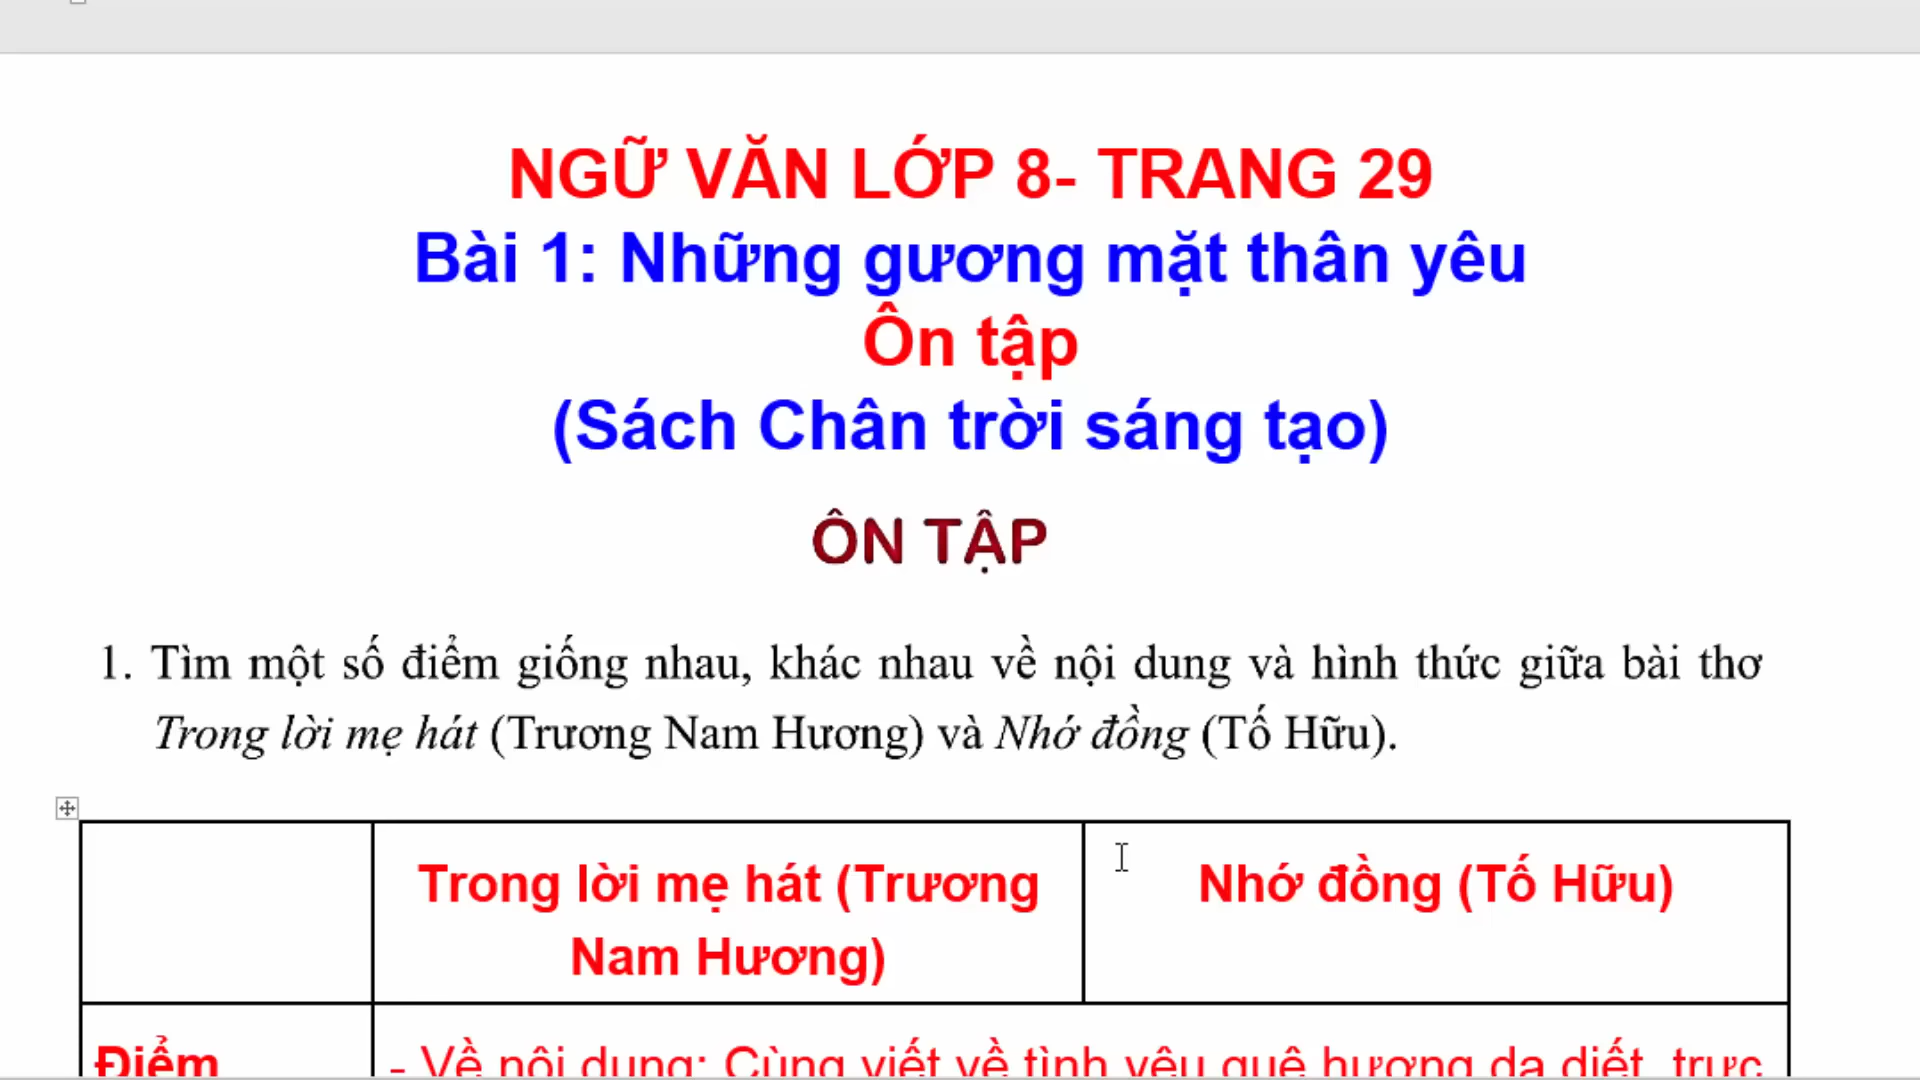 NGỮ VĂN LỚP 8- TRANG 29
Bài 1: Những gương mặt thân yêu
Ôn tập
(Sách Chân trời sáng tạo)
ÔN TẬP
1. Tìm một số điểm giống nhau, khác nhau về nội dung và hình thức giữa bài thơ
Trong lời mẹ hát (Trương Nam Hương) và Nhớ đồng (Tố Hữu).
Trong lời mẹ hát (Trương
Nam Hương)
Nhớ đồng (Tố Hữu)
Điểm
- Về nội dung: Cùng viết về tình yêu quê hương da diết, trực